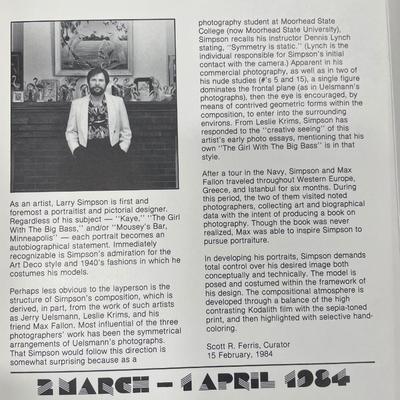 As an artist, Larry Simpson is first and
foremost a portraitist and pictorial designer.
Regardless of his subject — ''Kaye,'' ''The Girl
With The Big Bass,'' and/or ''Mousey's Bar,
Minneapolis'' — each portrait becomes an
autobiographical statement. Immediately
recognizable is Simpson's admiration for the
Art Deco style and 1940's fashions in which he
costumes his models.
Perhaps less obvious to the layperson is the
structure of Simpson's composition, which is
derived, in part, from the work of such artists
as Jerry Uelsmann, Leslie Krims, and his
friend Max Fallon. Most influential of the three
photographers' work has been the symmetrical
arrangements of Uelsmann's photographs.
That Simpson would follow this direction is
somewhat surprising because as a
photography student at Moorhead State
College (now Moorhead State University),
Simpson recalls his instructor Dennis Lynch
stating, ''Symmetry is static.'' (Lynch is the
individual responsible for Simpson's initial
contact with the camera.) Apparent in his
commercial photography, as well as in two of
his nude studies (#'s 5 and 15), a single figure
dominates the frontal plane (as in Uelsmann's
photographs), then the eye is encouraged, by
means of contrived geometric forms within the
composition, to enter into the surrounding
environs. From Leslie Krims, Simpson has
responded to the ''creative seeing'' of this
artist's early photo essays, mentioning that his
own ''The Girl With The Big Bass'' is in that
style.
After a tour in the Navy, Simpson and Max
Fallon traveled throughout Western Europe,
Greece, and Istanbul for six months. During
this period, the two of them visited noted
photographers, collecting art and biographical
data with the intent of producing a book on
photography. Though the book was never
realized, Max was able to inspire Simpson to
pursue portraiture.
In developing his portraits, Simpson demands
total control over his desired image both
conceptually and technically. The model is
posed and costumed within the framework of
his design. The compositional atmosphere is
developed through a balance of the high
contrasting Kodalith film with the sepia-toned
print, and then highlighted with selective hand-
coloring.
Scott R. Ferris, Curator
15 February, 1984
2 MARCH — 1 APRIL 1984